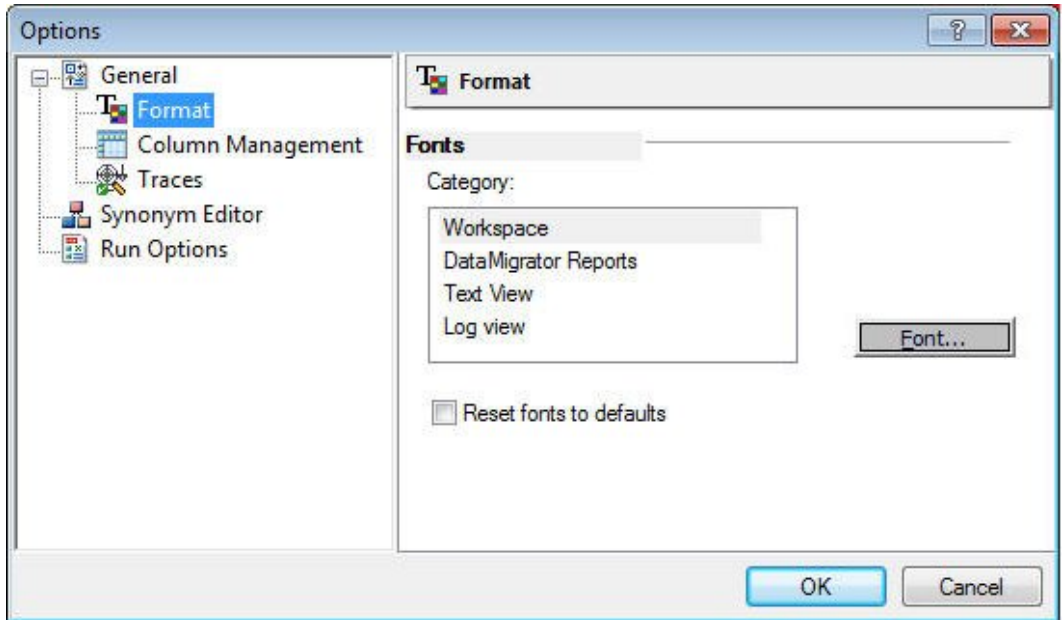 Options
General
Format
Column Management
Traces
Synonym Editor
Run Options
Format
Fonts
Category:
Workspace
DataMigrator Reports
Text View
Log view
Font...
Reset fonts to defaults
OK
Cancel